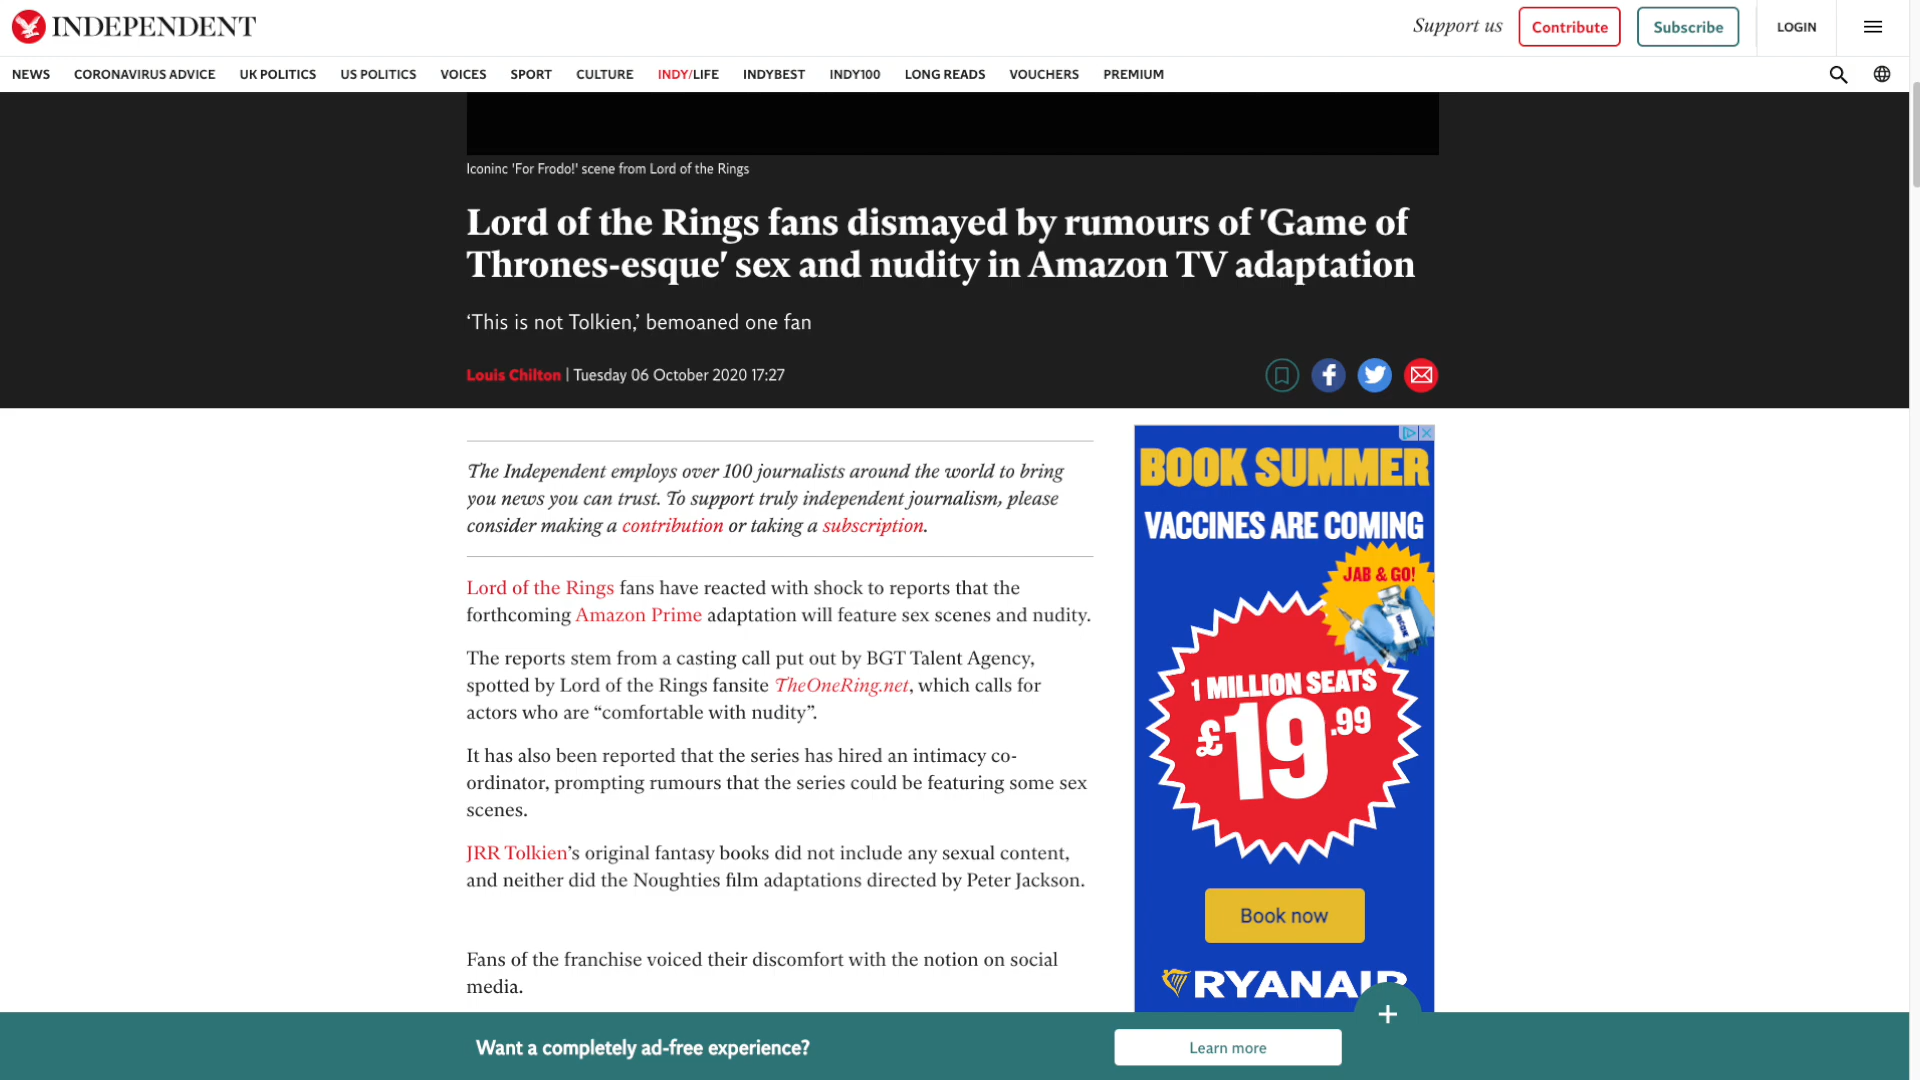 INDEPENDENT
Support us
Contribute
Subscribe
LOGIN
NEWS CORONAVIRUS ADVICE UK POLITICS US POLITICS VOICES SPORT CULTURE INDY/LIFE INDYBEST INDY100 LONG READS VOUCHERS PREMIUM
Iconinc 'For Frodo!' scene from Lord of the Rings
Lord of the Rings fans dismayed by rumours of 'Game of
Thrones-esque' sex and nudity in Amazon TV adaptation
‘This is not Tolkien,’ bemoaned one fan
Louis Chilton | Tuesday 06 October 2020 17:27
The Independent employs over 100 journalists around the world to bring
you news you can trust. To support truly independent journalism, please
consider making a contribution or taking a subscription.
Lord of the Rings fans have reacted with shock to reports that the
forthcoming Amazon Prime adaptation will feature sex scenes and nudity.
The reports stem from a casting call put out by BGT Talent Agency,
spotted by Lord of the Rings fansite TheOneRing.net, which calls for
actors who are “comfortable with nudity”.
It has also been reported that the series has hired an intimacy co-
ordinator, prompting rumours that the series could be featuring some sex
scenes.
JRR Tolkien’s original fantasy books did not include any sexual content,
and neither did the Noughties film adaptations directed by Peter Jackson.
Fans of the franchise voiced their discomfort with the notion on social
media.
BOOK SUMMER
VACCINES ARE COMING
JAB & GO!
1 MILLION SEATS
£19.99
Book now
RYANAIR
Want a completely ad-free experience?
Learn more
+